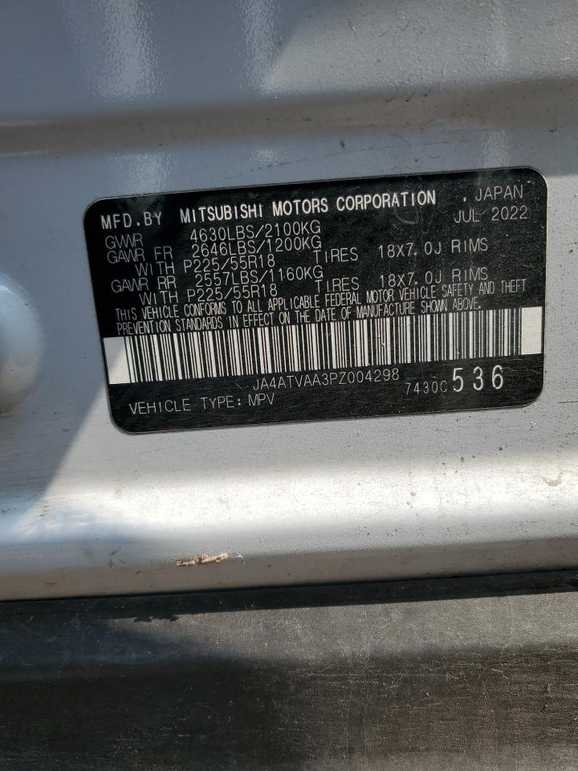 MFD.BY MITSUBISHI MOTORS CORPORATION , JAPAN
GVWR 4630LBS/2100KG JUL 2022
GAWR FR 2646LBS/1200KG
WITH P225/55R18 TIRES 18X7.0J RIMS
GAWR RR 2557LBS/1160KG
WITH P225/55R18 TIRES 18X7.0J RIMS
THIS VEHICLE CONFORMS TO ALL APPLICABLE FEDERAL MOTOR VEHICLE SAFETY AND THEFT
PREVENTION STANDARDS IN EFFECT ON THE DATE OF MANUFACTURE SHOWN ABOVE.
JA4ATVAA3PZ004298
VEHICLE TYPE: MPV 7430C 536